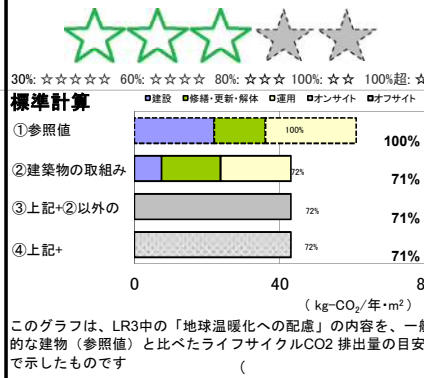 30%: ☆☆☆☆☆ 60%: ☆☆☆☆ 80%: ☆☆☆ 100%: ☆☆ 100%超: ☆
標準計算
■建設 ■修繕・更新・解体 □運用 ■オンサイト ■オフサイト
①参照値 100% 100%
②建築物の取組み 72% 71%
③上記+②以外の 72% 71%
④上記+ 72% 71%
0 40 8
( kg-CO₂/年・m² )
このグラフは、LR3中の「地球温暖化への配慮」の内容を、一般
的な建物（参照値）と比べたライフサイクルCO2 排出量の目安
で示したものです (